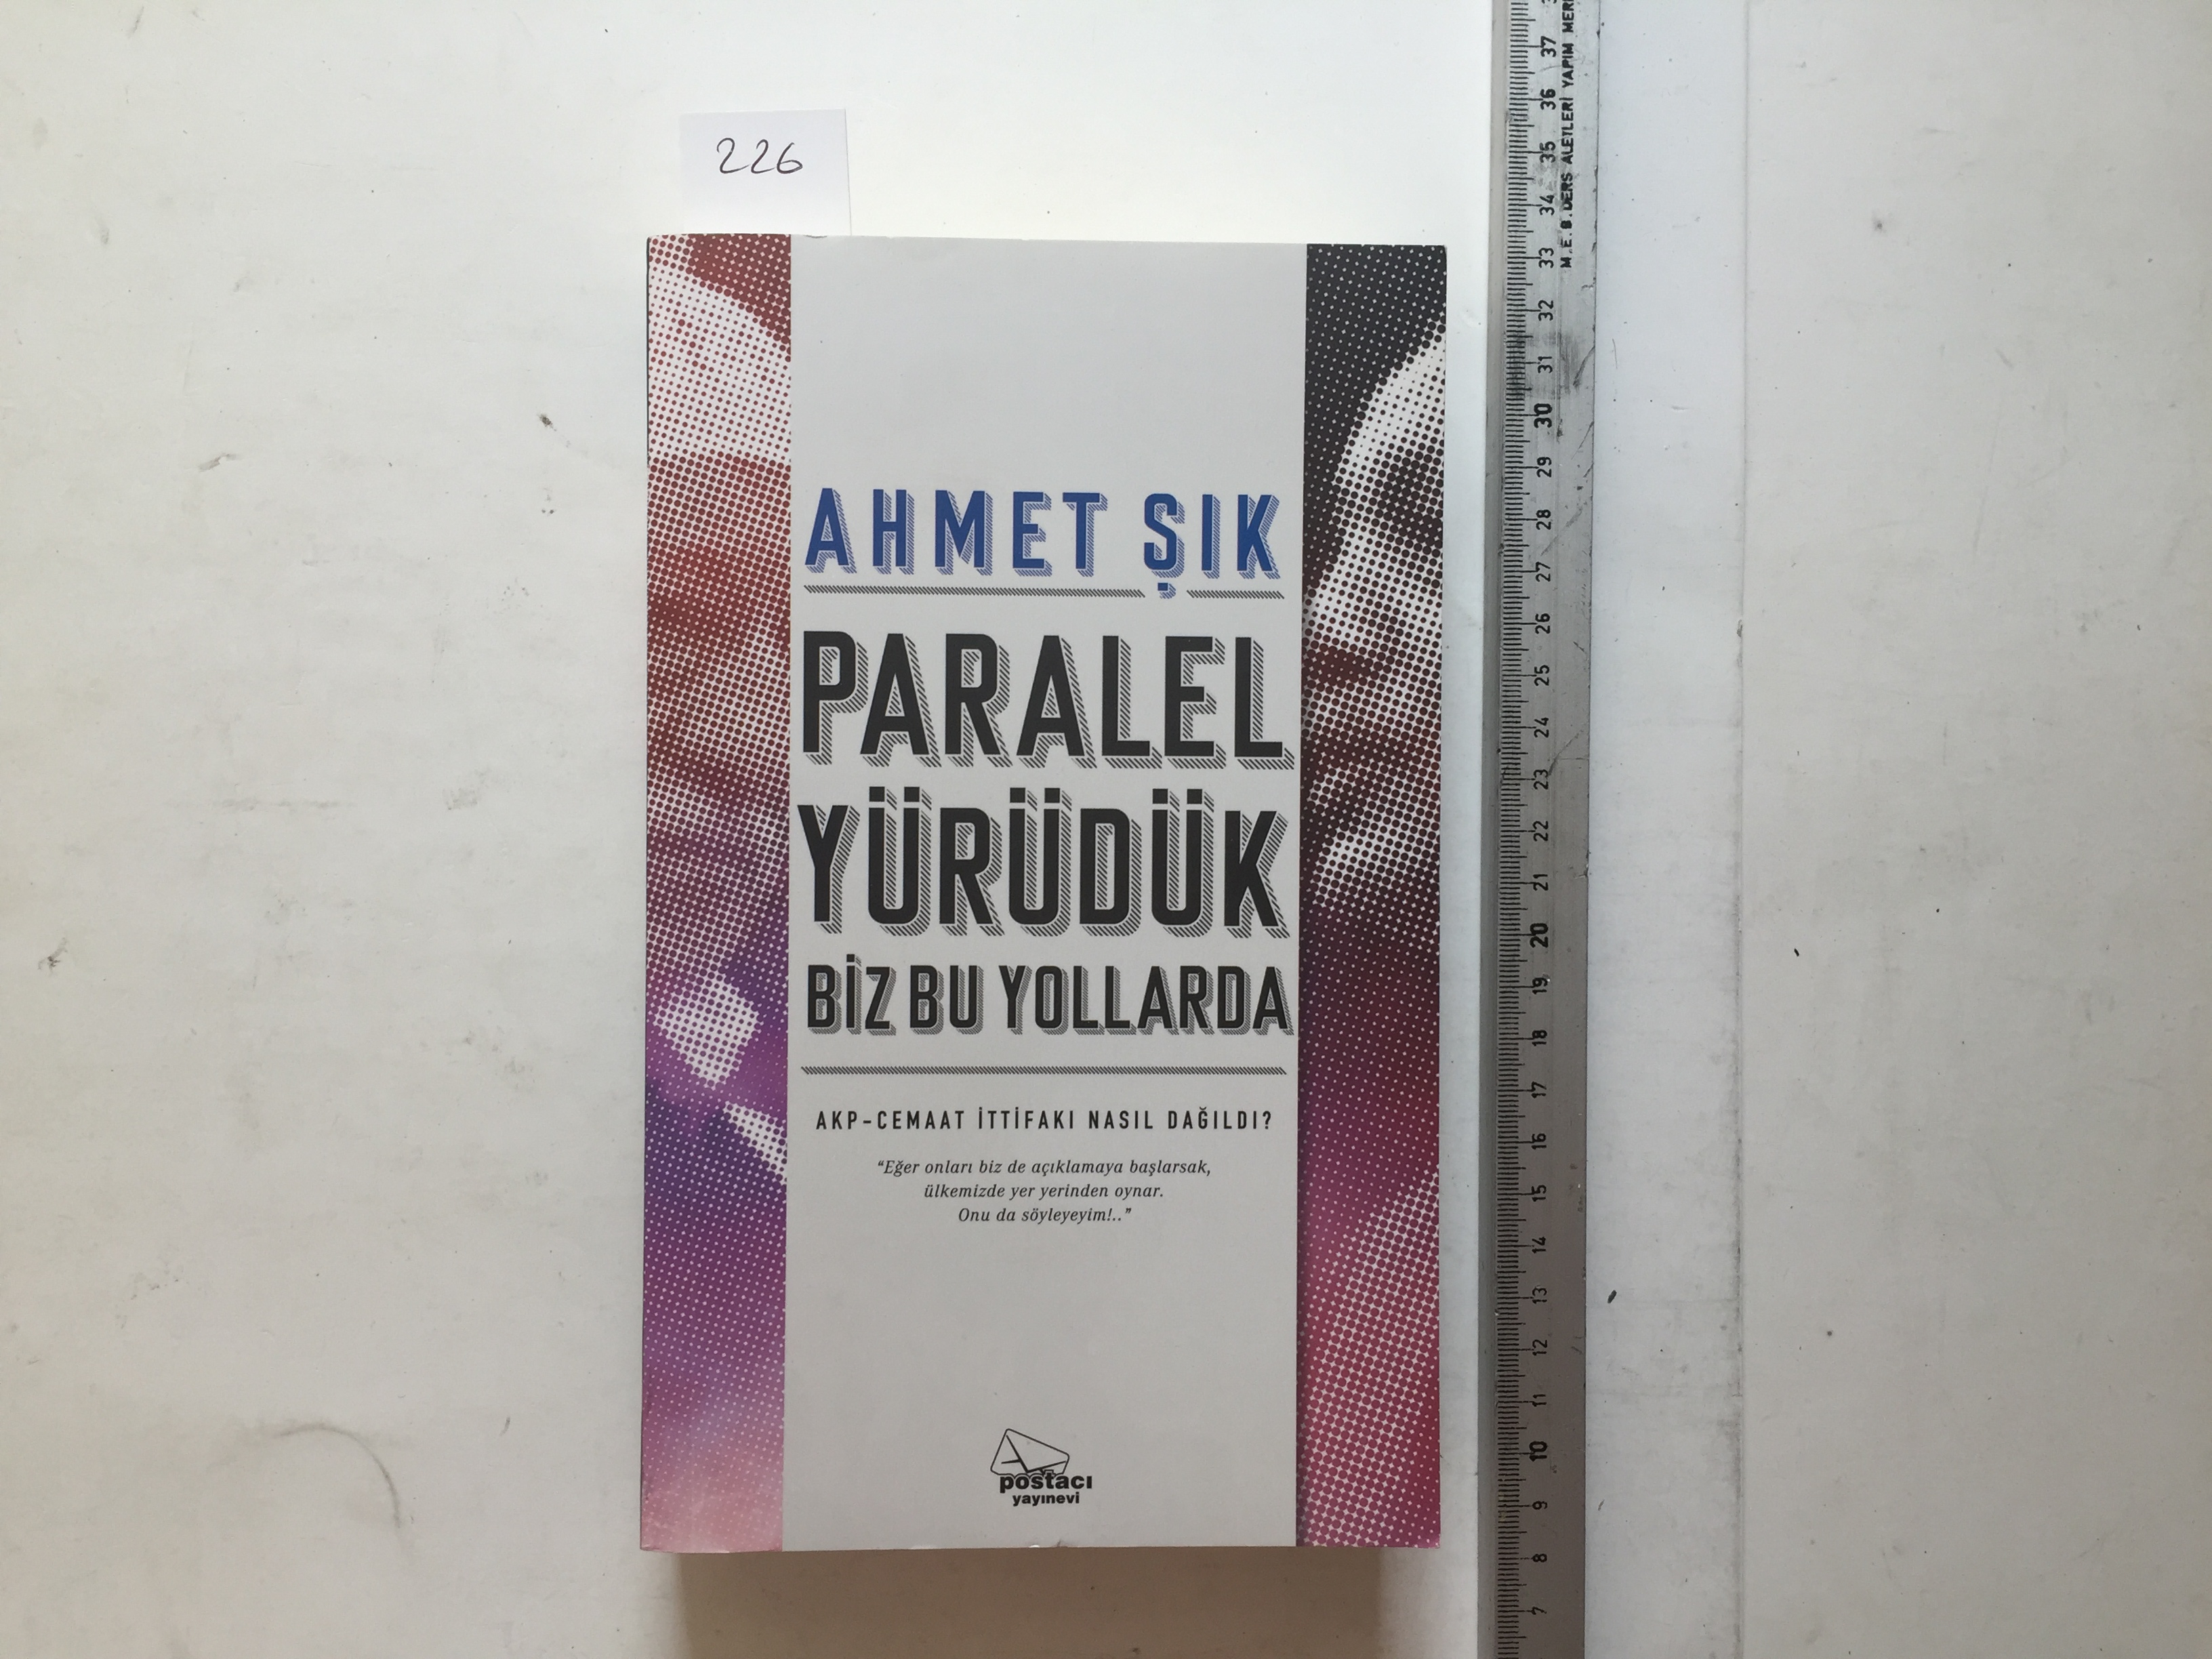 226
AHMET ŞIK
PARALEL
YÜRÜDÜK
BİZ BU YOLLARDA
AKP-CEMAAT İTTİFAKI NASIL DAĞILDI?
“Eğer onları biz de açıklamaya başlarsak,
ülkemizde yer yerinden oynar.
Onu da söyleyeyim!..”
postacı
yayınevi
M.E.B. DERS ALETLERİ YAPIM
37
36
35
34
33
32
31
30
29
28
27
26
25
24
23
22
21
20
19
18
17
16
15
14
13
12
11
10
9
8
7